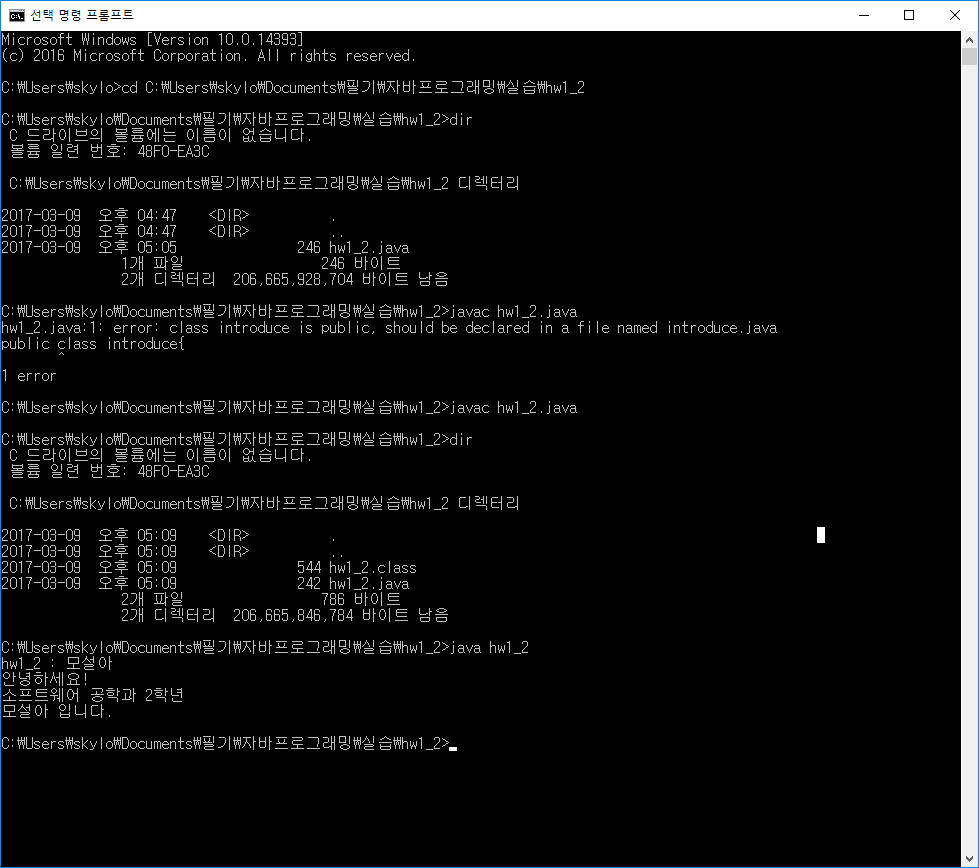 선택 명령 프롬프트
Microsoft Windows [Version 10.0.14393]
(c) 2016 Microsoft Corporation. All rights reserved.
C:₩Users₩skylo>cd C:₩Users₩skylo₩Documents₩필기₩자바프로그래밍₩실습₩hw1_2
C:₩Users₩skylo₩Documents₩필기₩자바프로그래밍₩실습₩hw1_2>dir
C 드라이브의 볼륨에는 이름이 없습니다.
볼륨 일련 번호: 48F0-EA3C
C:₩Users₩skylo₩Documents₩필기₩자바프로그래밍₩실습₩hw1_2 디렉터리
2017-03-09 오후 04:47 <DIR> .
2017-03-09 오후 04:47 <DIR> ..
2017-03-09 오후 05:05 246 hw1_2.java
1개 파일 246 바이트
2개 디렉터리 206,665,928,704 바이트 남음
C:₩Users₩skylo₩Documents₩필기₩자바프로그래밍₩실습₩hw1_2>javac hw1_2.java
hw1_2.java:1: error: class introduce is public, should be declared in a file named introduce.java
public class introduce{
^
1 error
C:₩Users₩skylo₩Documents₩필기₩자바프로그래밍₩실습₩hw1_2>javac hw1_2.java
C:₩Users₩skylo₩Documents₩필기₩자바프로그래밍₩실습₩hw1_2>dir
C 드라이브의 볼륨에는 이름이 없습니다.
볼륨 일련 번호: 48F0-EA3C
C:₩Users₩skylo₩Documents₩필기₩자바프로그래밍₩실습₩hw1_2 디렉터리
2017-03-09 오후 05:09 <DIR> .
2017-03-09 오후 05:09 <DIR> ..
2017-03-09 오후 05:09 544 hw1_2.class
2017-03-09 오후 05:09 242 hw1_2.java
2개 파일 786 바이트
2개 디렉터리 206,665,846,784 바이트 남음
C:₩Users₩skylo₩Documents₩필기₩자바프로그래밍₩실습₩hw1_2>java hw1_2
hw1_2 : 모설아
안녕하세요!
소프트웨어 공학과 2학년
모설아 입니다.
C:₩Users₩skylo₩Documents₩필기₩자바프로그래밍₩실습₩hw1_2>